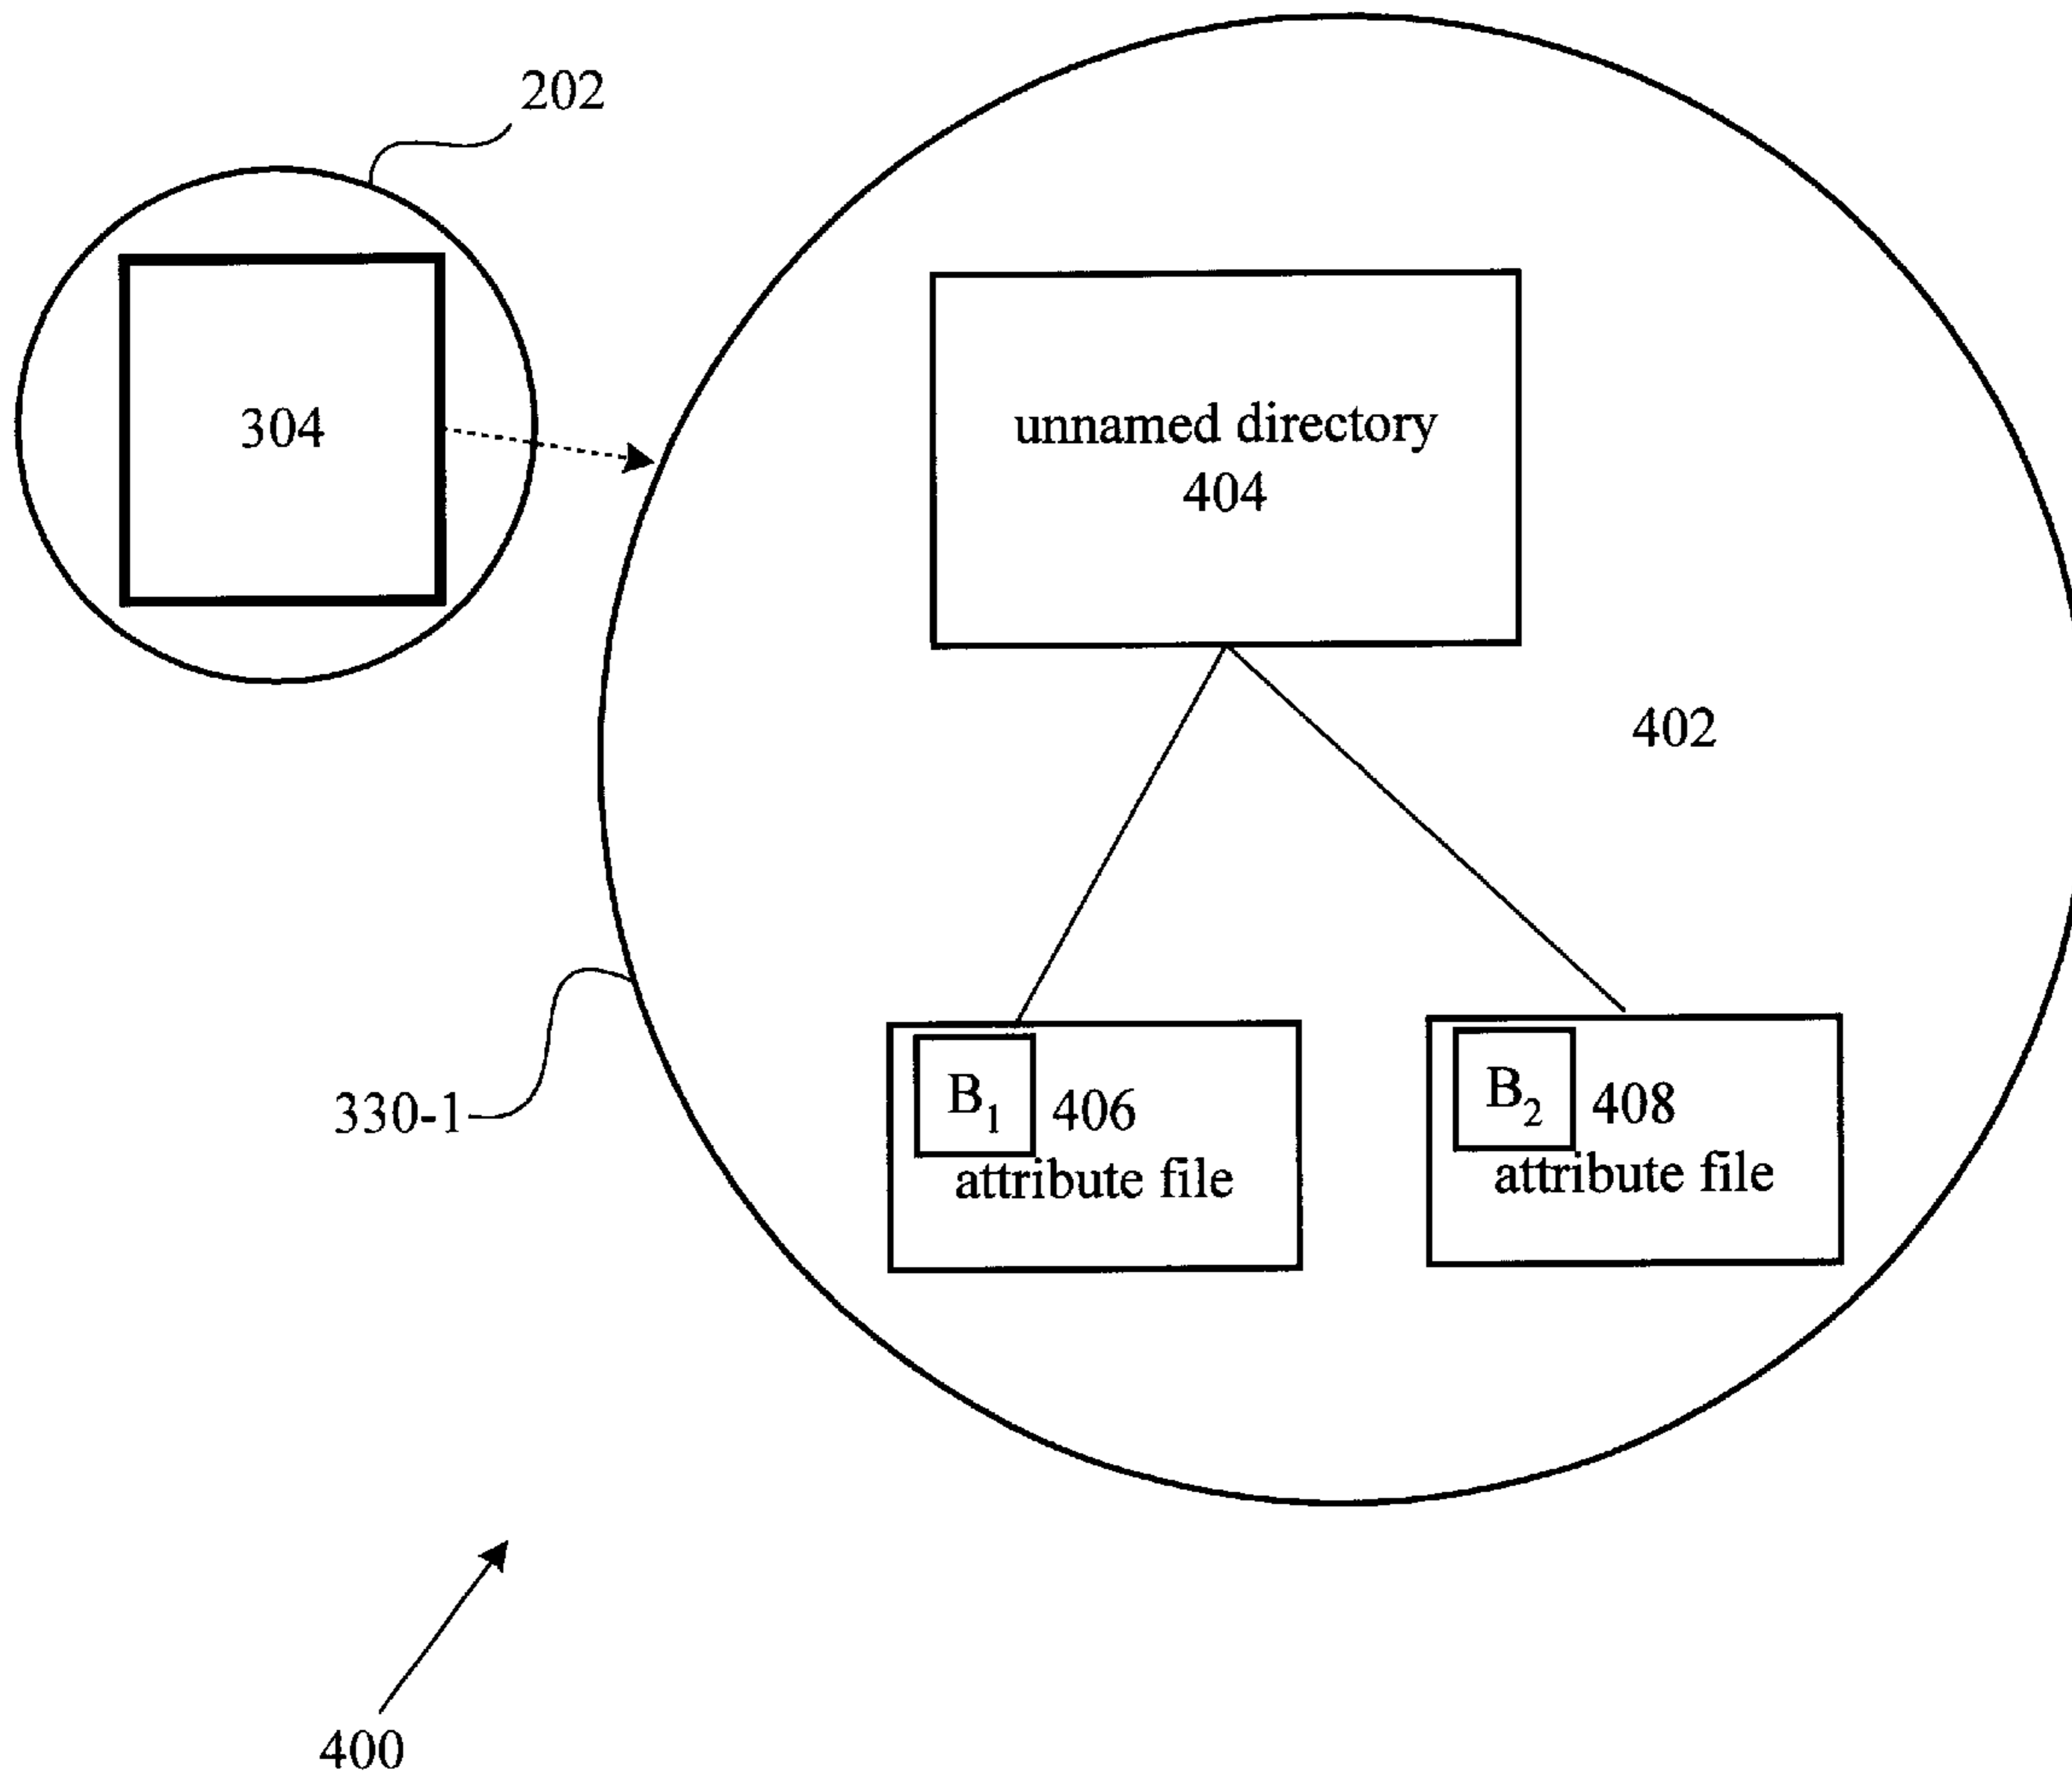 202
304
unnamed directory
404
402
330-1
B1 406
attribute file
B2 408
attribute file
400